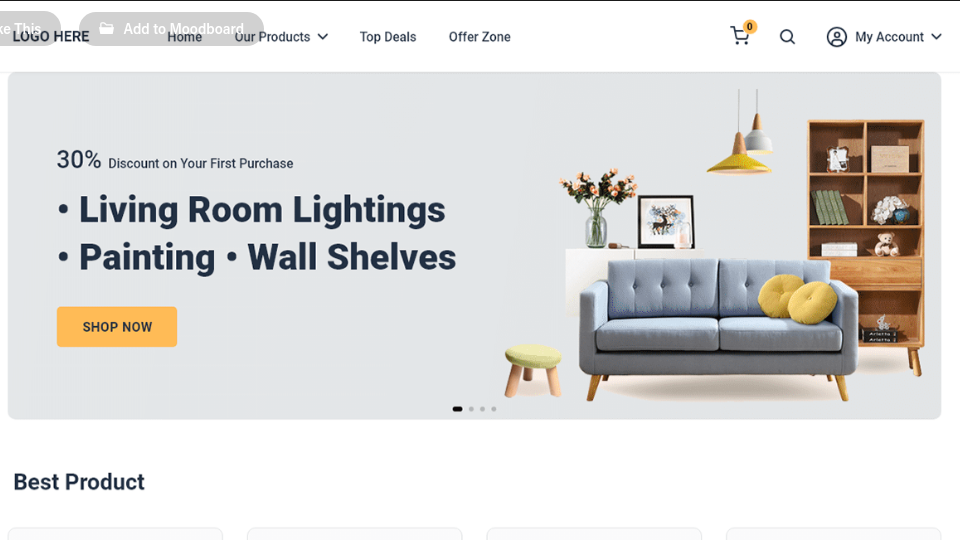 ke This
Add to Moodboard
LOGO HERE
Home
Our Products
Top Deals
Offer Zone
0
My Account
30% Discount on Your First Purchase
• Living Room Lightings
• Painting • Wall Shelves
SHOP NOW
Best Product